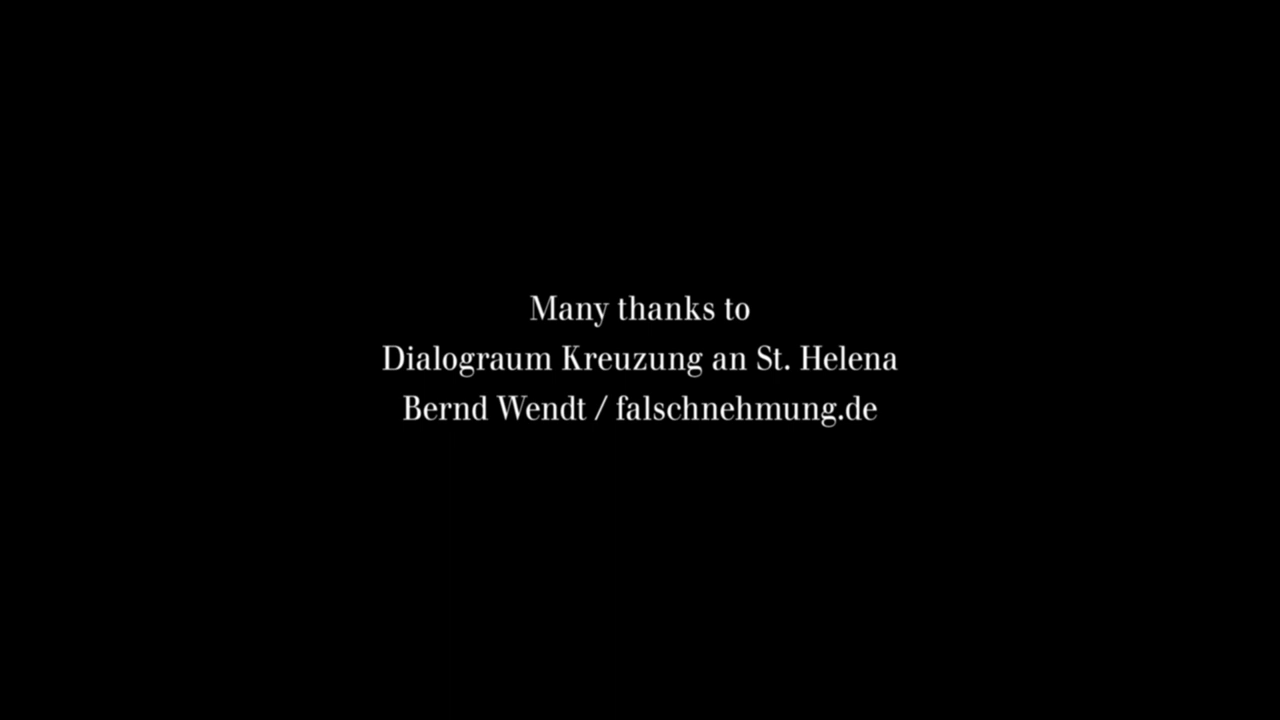 Many thanks to
Dialograum Kreuzung an St. Helena
Bernd Wendt / falschnehmung.de